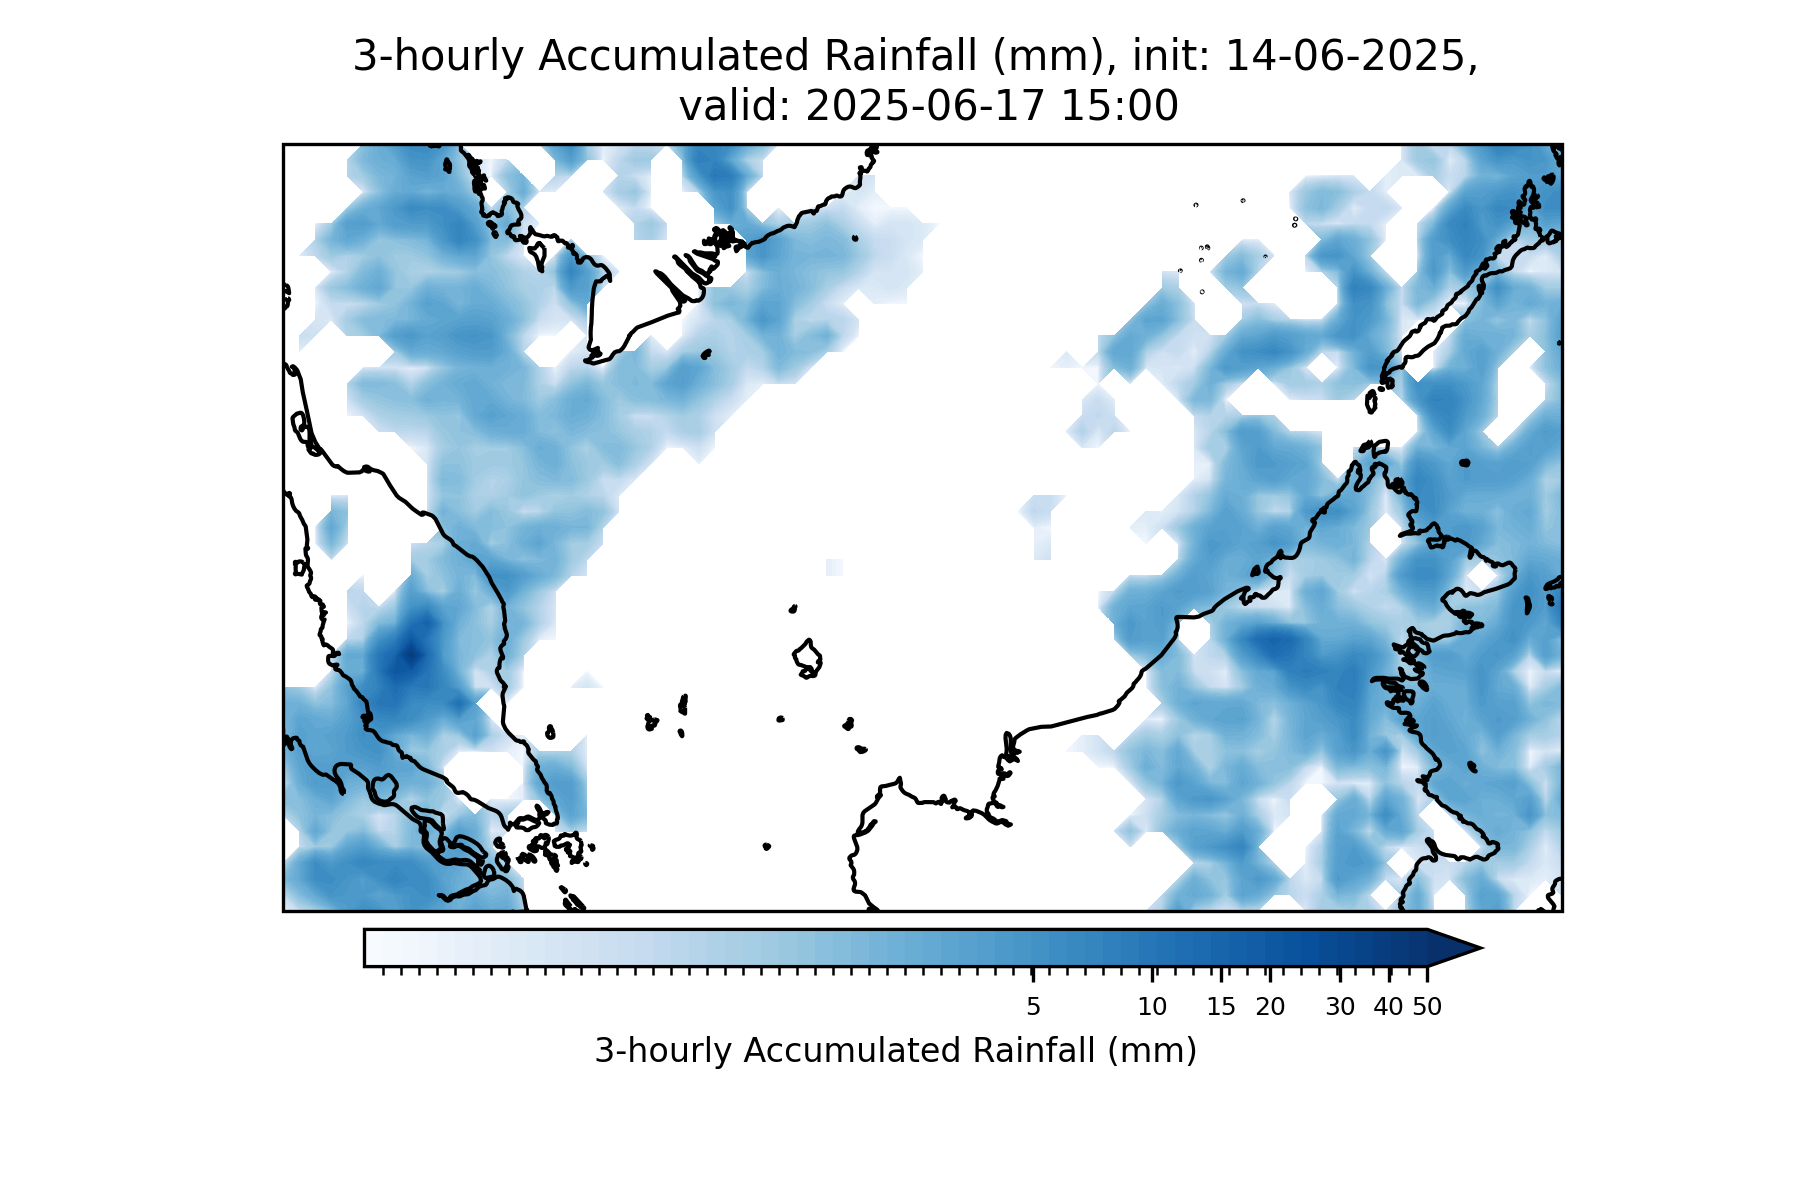 3-hourly Accumulated Rainfall (mm), init: 14-06-2025,
valid: 2025-06-17 15:00
5 10 15 20 30 40 50
3-hourly Accumulated Rainfall (mm)